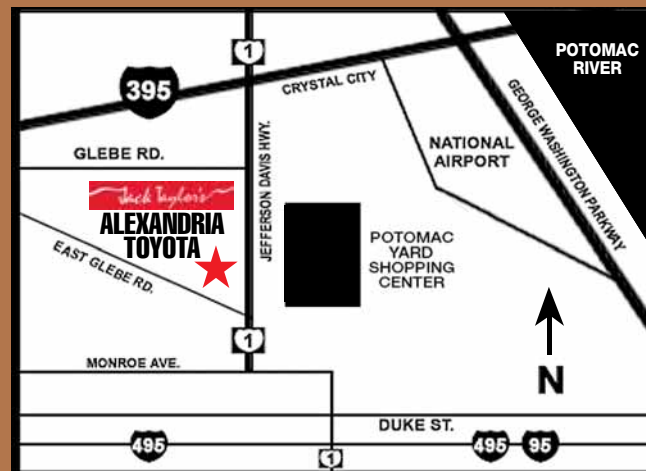 1
POTOMAC
RIVER
395
CRYSTAL CITY
GEORGE WASHINGTON PARKWAY
GLEBE RD.
JEFFERSON DAVIS HWY.
NATIONAL
AIRPORT
Jack Taylor's
ALEXANDRIA
TOYOTA
POTOMAC
YARD
SHOPPING
CENTER
EAST GLEBE RD.
1
MONROE AVE.
N
DUKE ST.
495
495
95
1